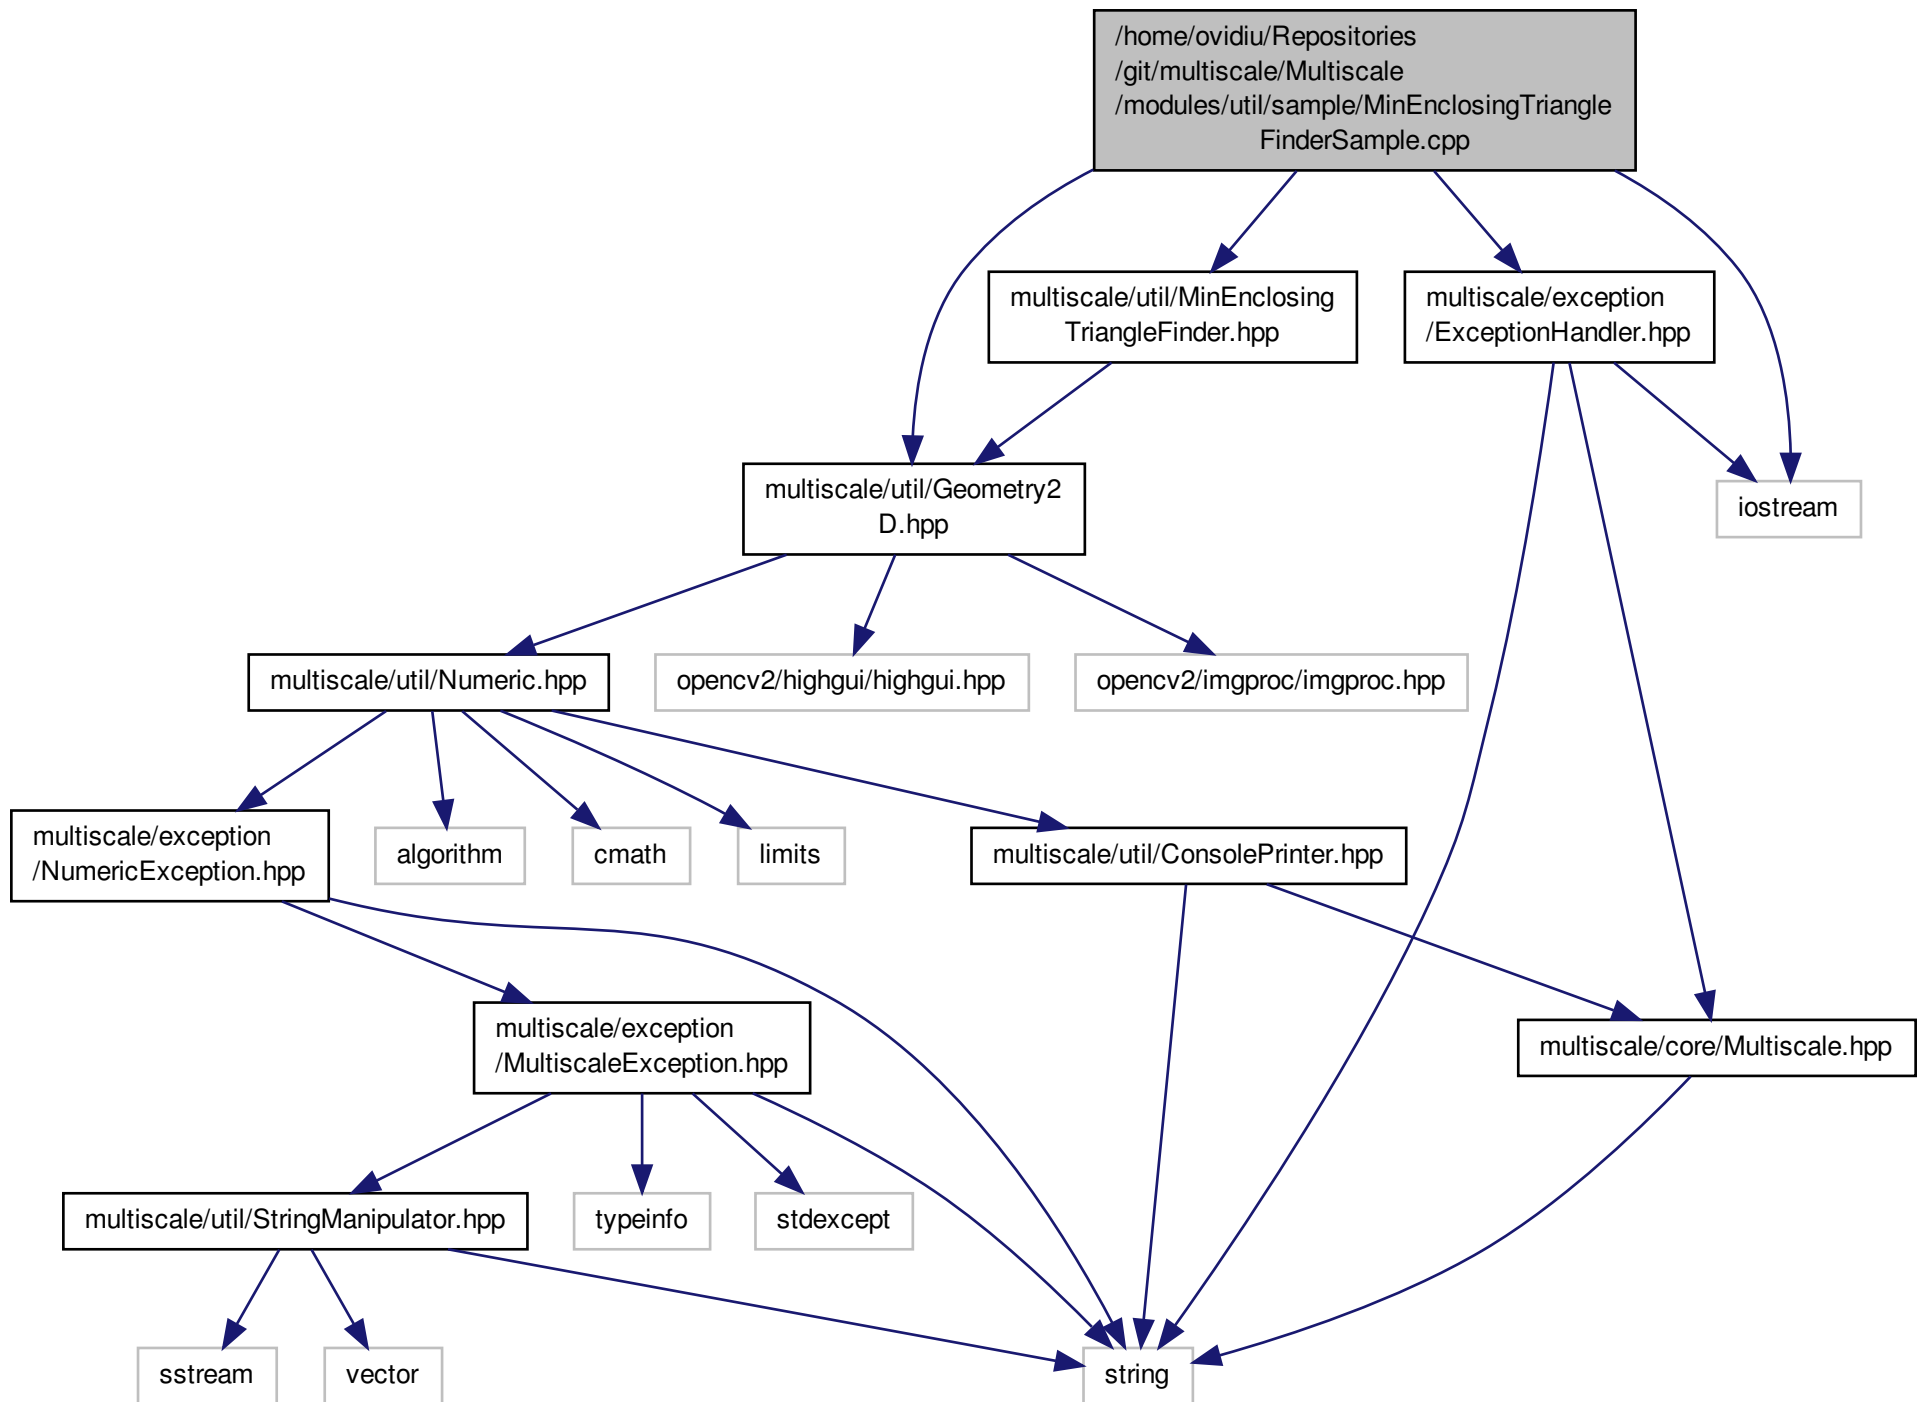 /home/ovidiu/Repositories
/git/multiscale/Multiscale
/modules/util/sample/MinEnclosingTriangle
FinderSample.cpp
multiscale/util/MinEnclosing
TriangleFinder.hpp
multiscale/exception
/ExceptionHandler.hpp
multiscale/util/Geometry2
D.hpp
iostream
multiscale/util/Numeric.hpp
opencv2/highgui/highgui.hpp
opencv2/imgproc/imgproc.hpp
multiscale/exception
/NumericException.hpp
algorithm
cmath
limits
multiscale/util/ConsolePrinter.hpp
multiscale/exception
/MultiscaleException.hpp
multiscale/core/Multiscale.hpp
multiscale/util/StringManipulator.hpp
typeinfo
stdexcept
sstream
vector
string